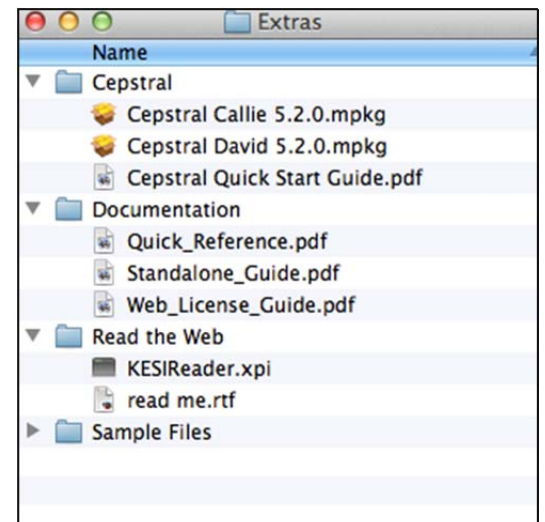 Extras
Name
Cepstral
Cepstral Callie 5.2.0.mpkg
Cepstral David 5.2.0.mpkg
Cepstral Quick Start Guide.pdf
Documentation
Quick_Reference.pdf
Standalone_Guide.pdf
Web_License_Guide.pdf
Read the Web
KESIReader.xpi
read me.rtf
Sample Files